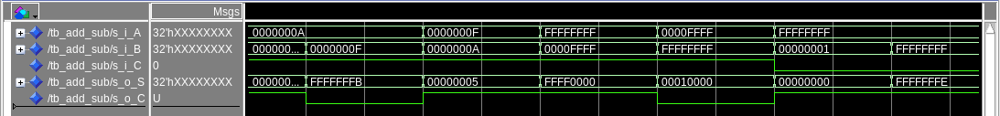 Msgs
/tb_add_sub/s_i_A 32'hXXXXXXXX 0000000A 0000000F FFFFFFFF 0000FFFF FFFFFFFF
/tb_add_sub/s_i_B 32'hXXXXXXXX 000000... 0000000F 0000000A 0000FFFF FFFFFFFF 00000001 FFFFFFFF
/tb_add_sub/s_i_C 0
/tb_add_sub/s_o_S 32'hXXXXXXXX 000000... FFFFFFFB 00000005 FFFF0000 00010000 00000000 FFFFFFFE
/tb_add_sub/s_o_C U